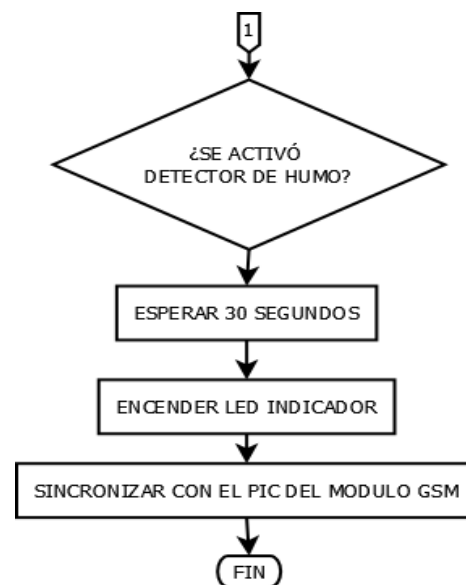 1
¿SE ACTIVÓ
DETECTOR DE HUMO?
ESPERAR 30 SEGUNDOS
ENCENDER LED INDICADOR
SINCRONIZAR CON EL PIC DEL MODULO GSM
FIN